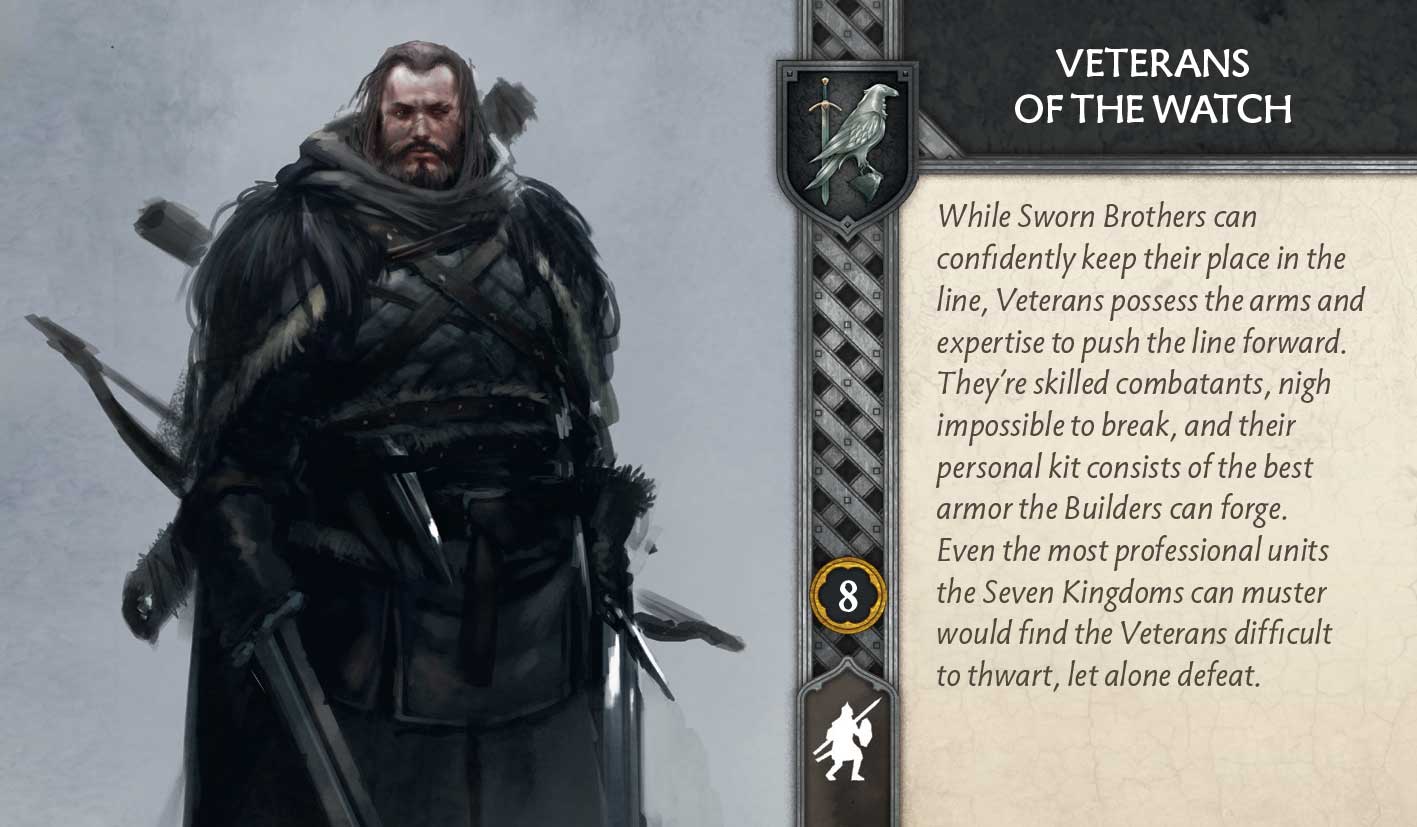 VETERANS
OF THE WATCH
While Sworn Brothers can
confidently keep their place in the
line, Veterans possess the arms and
expertise to push the line forward.
They're skilled combatants, nigh
impossible to break, and their
personal kit consists of the best
armor the Builders can forge.
Even the most professional units
the Seven Kingdoms can muster
would find the Veterans difficult
to thwart, let alone defeat.
8